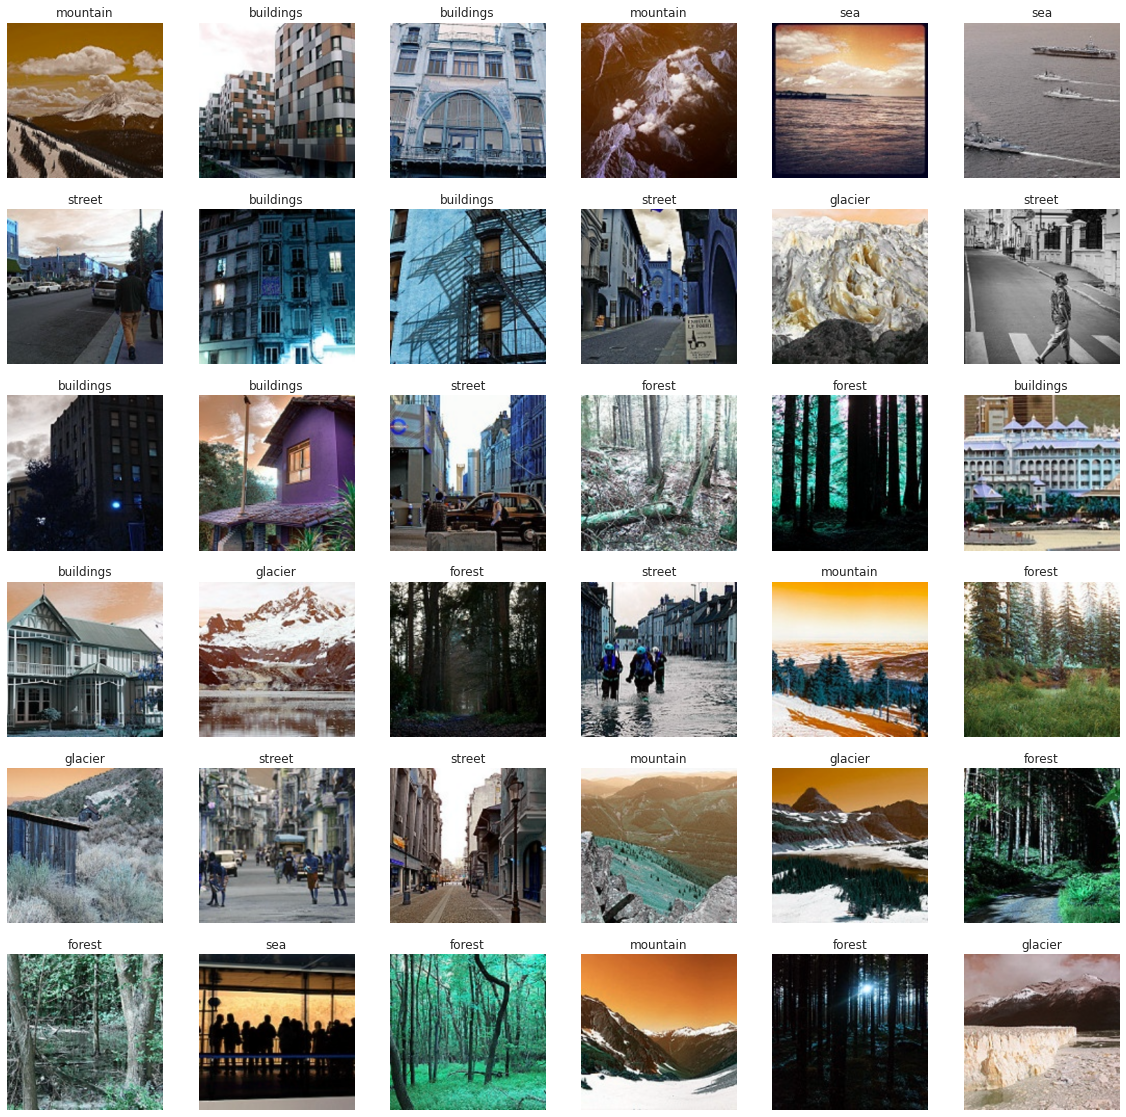 mountain buildings buildings mountain sea sea
street buildings buildings street glacier street
buildings buildings street forest forest buildings
buildings glacier forest street mountain forest
glacier street street mountain glacier forest
forest sea forest mountain forest glacier